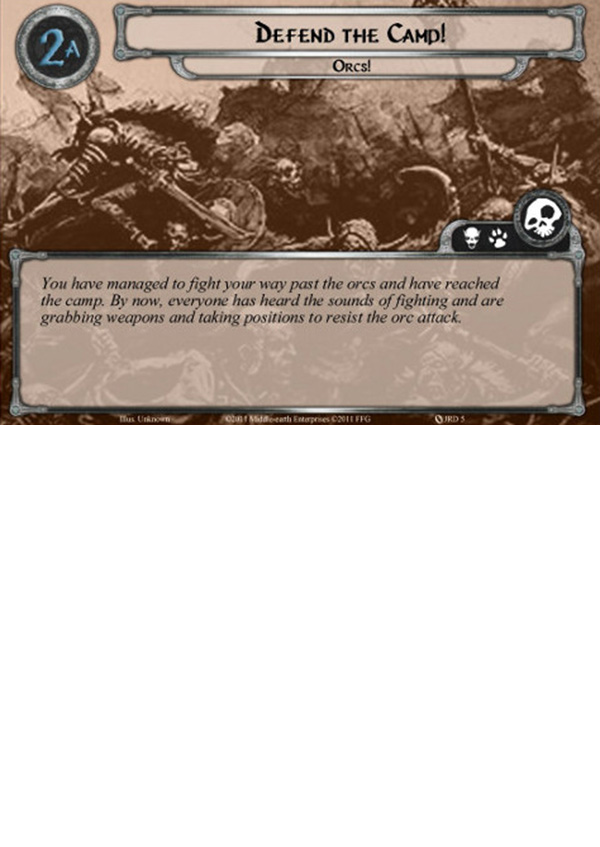 2A
Defend the Camp!
Orcs!
You have managed to fight your way past the orcs and have reached
the camp. By now, everyone has heard the sounds of fighting and are
grabbing weapons and taking positions to resist the orc attack.
Illus. Unknown
©2011 Middle-earth Enterprises ©2011 FFG
JRD 5